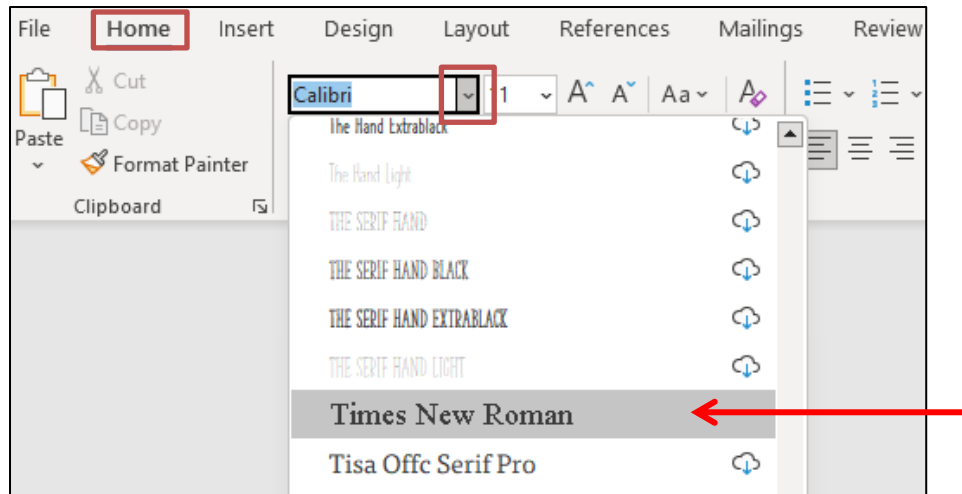 File Home Insert Design Layout References Mailings Review
Cut
Calibri 11 A A Aa A
Copy
Paste
Format Painter
Clipboard
The Hand Extrablack
The Hand Light
THE SERIF HAND
THE SERIF HAND BLACK
THE SERIF HAND EXTRABLACK
THE SERIF HAND LIGHT
Times New Roman
Tisa Offc Serif Pro